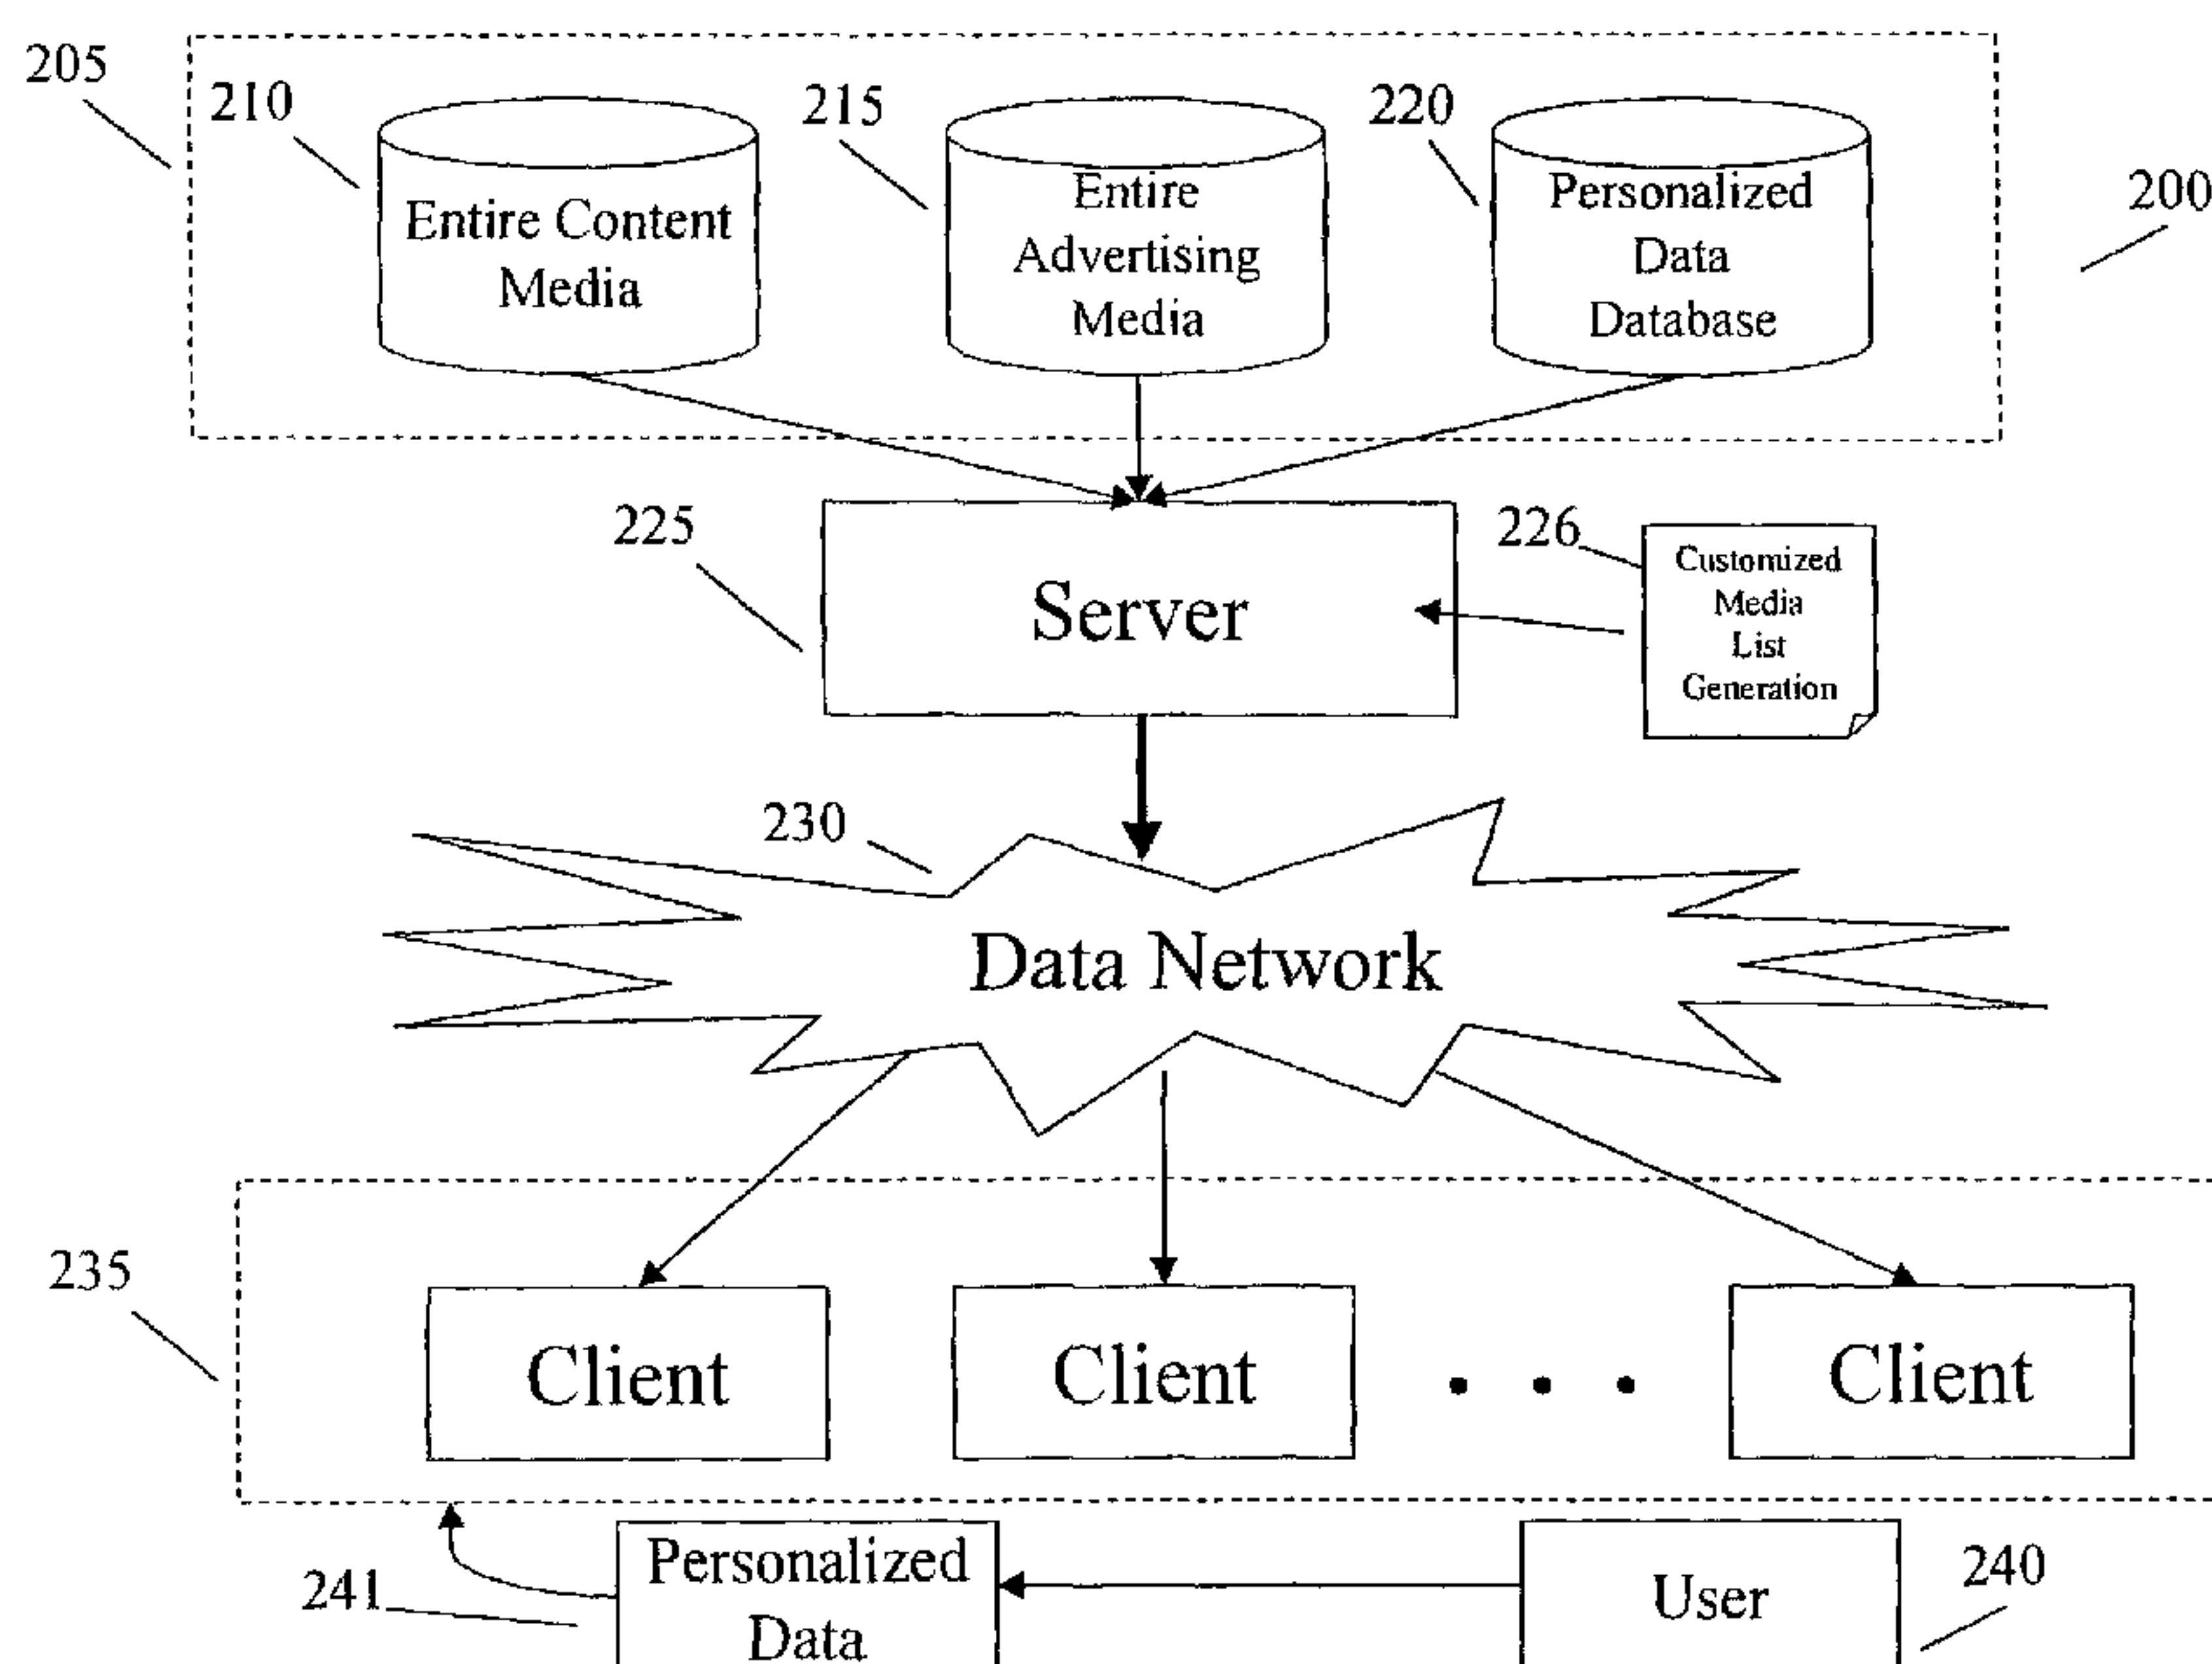 205
210
Entire Content
Media
215
Entire
Advertising
Media
220
Personalized
Data
Database
200
225
Server
226
Customized
Media
List
Generation
230
Data Network
235
Client
Client
Client
241
Personalized
Data
User
240